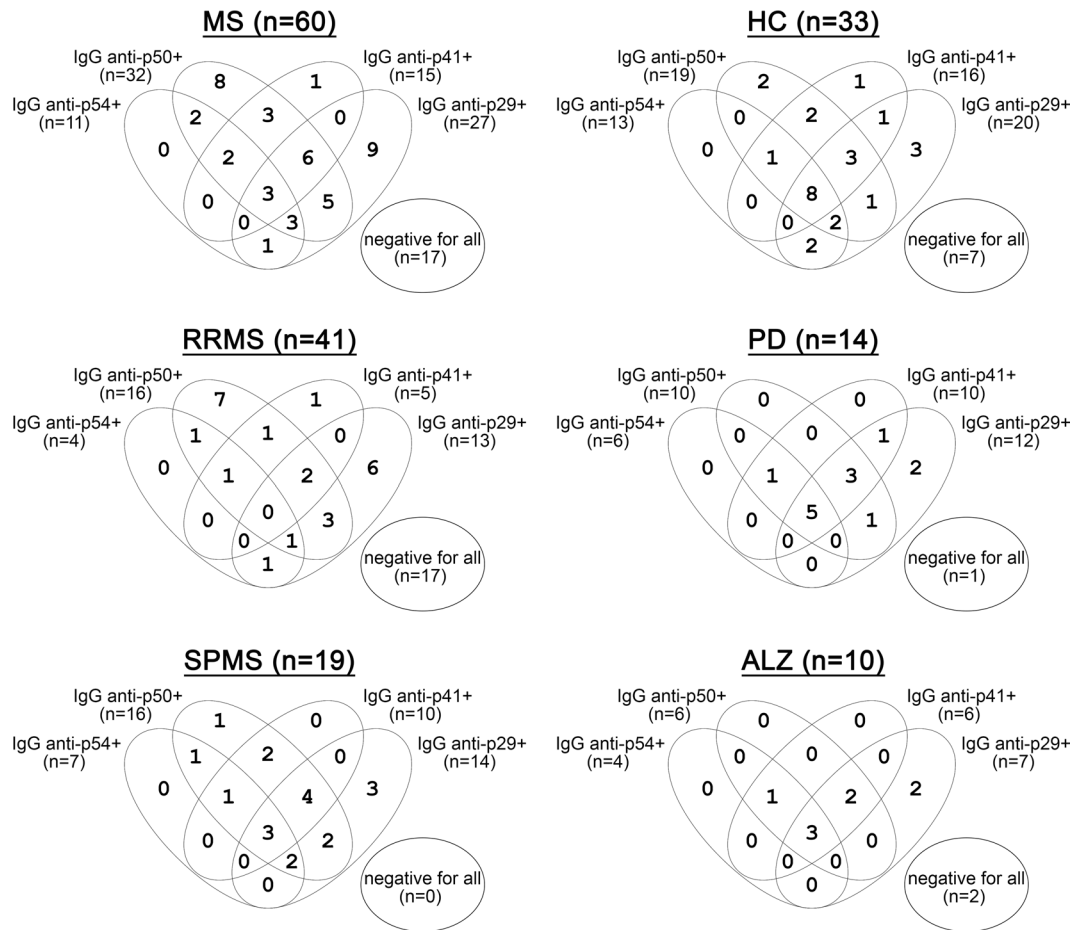 MS (n=60)
IgG anti-p50+
(n=32)
IgG anti-p41+
(n=15)
IgG anti-p54+
(n=11)
IgG anti-p29+
(n=27)
8
1
2
3
0
0
9
2
6
0
3
5
0
3
1
negative for all
(n=17)
HC (n=33)
IgG anti-p50+
(n=19)
IgG anti-p41+
(n=16)
IgG anti-p54+
(n=13)
IgG anti-p29+
(n=20)
2
1
0
2
1
0
3
1
3
0
8
1
0
2
2
negative for all
(n=7)
RRMS (n=41)
IgG anti-p50+
(n=16)
IgG anti-p41+
(n=5)
IgG anti-p54+
(n=4)
IgG anti-p29+
(n=13)
7
1
1
1
0
0
6
1
2
0
0
3
0
1
1
negative for all
(n=17)
PD (n=14)
IgG anti-p50+
(n=10)
IgG anti-p41+
(n=10)
IgG anti-p54+
(n=6)
IgG anti-p29+
(n=12)
0
0
0
0
1
0
2
1
3
0
5
1
0
0
0
negative for all
(n=1)
SPMS (n=19)
IgG anti-p50+
(n=16)
IgG anti-p41+
(n=10)
IgG anti-p54+
(n=7)
IgG anti-p29+
(n=14)
1
0
1
2
0
0
3
1
4
0
3
2
0
2
0
negative for all
(n=0)
ALZ (n=10)
IgG anti-p50+
(n=6)
IgG anti-p41+
(n=6)
IgG anti-p54+
(n=4)
IgG anti-p29+
(n=7)
0
0
0
0
0
0
2
1
2
0
3
0
0
0
0
negative for all
(n=2)